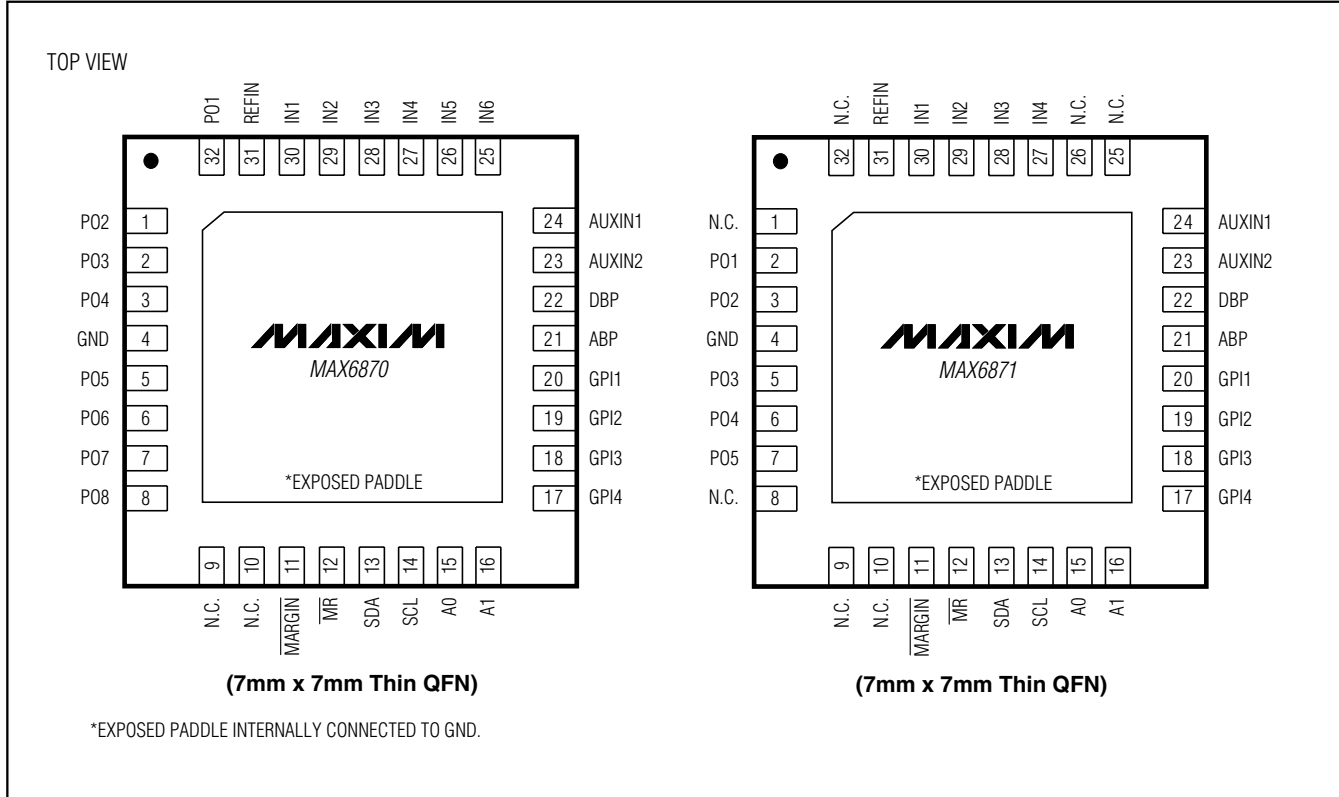 TOP VIEW
PO1 REFIN IN1 IN2 IN3 IN4 IN5 IN6
32 31 30 29 28 27 26 25
PO2 1
PO3 2
PO4 3
GND 4
PO5 5
PO6 6
PO7 7
PO8 8
24 AUXIN1
23 AUXIN2
22 DBP
21 ABP
20 GPI1
19 GPI2
18 GPI3
17 GPI4
MAXIM
MAX6870
*EXPOSED PADDLE
9 10 11 12 13 14 15 16
N.C. N.C. MARGIN MR SDA SCL A0 A1
(7mm x 7mm Thin QFN)
N.C. REFIN IN1 IN2 IN3 IN4 N.C. N.C.
32 31 30 29 28 27 26 25
N.C. 1
PO1 2
PO2 3
GND 4
PO3 5
PO4 6
PO5 7
N.C. 8
24 AUXIN1
23 AUXIN2
22 DBP
21 ABP
20 GPI1
19 GPI2
18 GPI3
17 GPI4
MAXIM
MAX6871
*EXPOSED PADDLE
9 10 11 12 13 14 15 16
N.C. N.C. MARGIN MR SDA SCL A0 A1
(7mm x 7mm Thin QFN)
*EXPOSED PADDLE INTERNALLY CONNECTED TO GND.